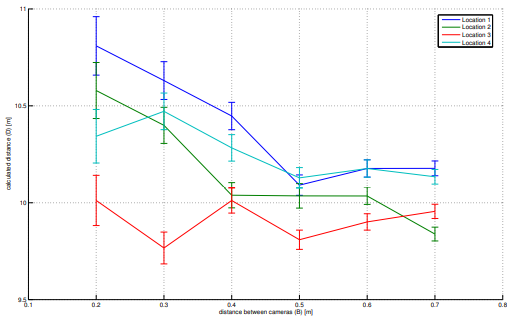 11
10.5
10
9.5
calculated distance (D) [m]
Location 1
Location 2
Location 3
Location 4
0.1 0.2 0.3 0.4 0.5 0.6 0.7 0.8
distance between cameras (B) [m]